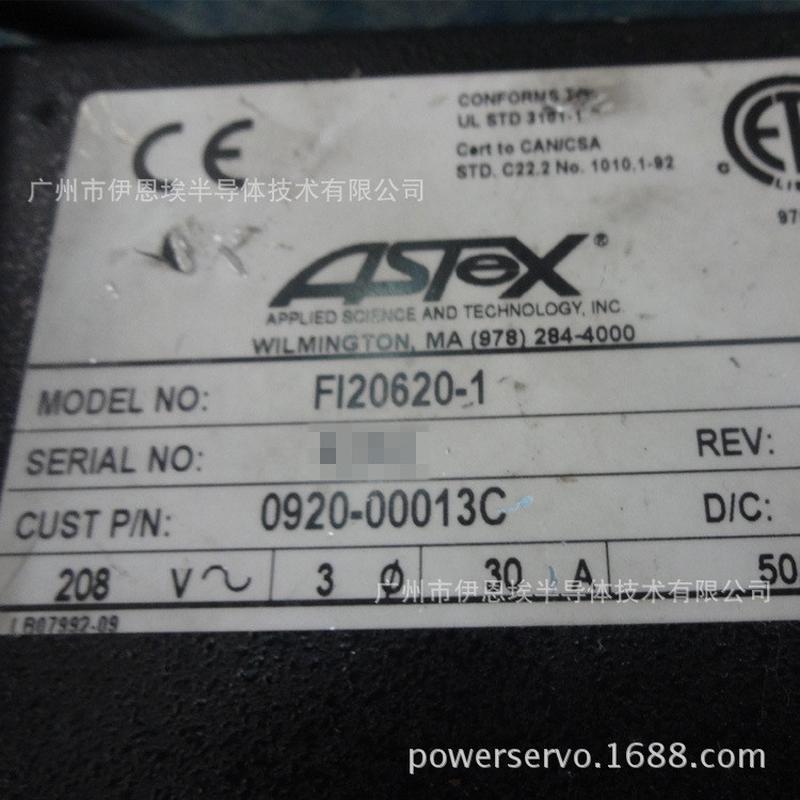 CE
CONFORMS TO
UL STD 3101-1
Cert to CAN/CSA
STD. C22.2 No. 1010.1-92
ETL
LIS
C
97
广州市伊恩埃半导体技术有限公司
ASTeX®
APPLIED SCIENCE AND TECHNOLOGY, INC
WILMINGTON, MA (978) 284-4000
MODEL NO: FI20620-1
SERIAL NO: REV:
CUST P/N: 0920-00013C D/C:
208 V 3 Ø 30 A 50
广州市伊恩埃半导体技术有限公司
LB07992-09
powerservo.1688.com